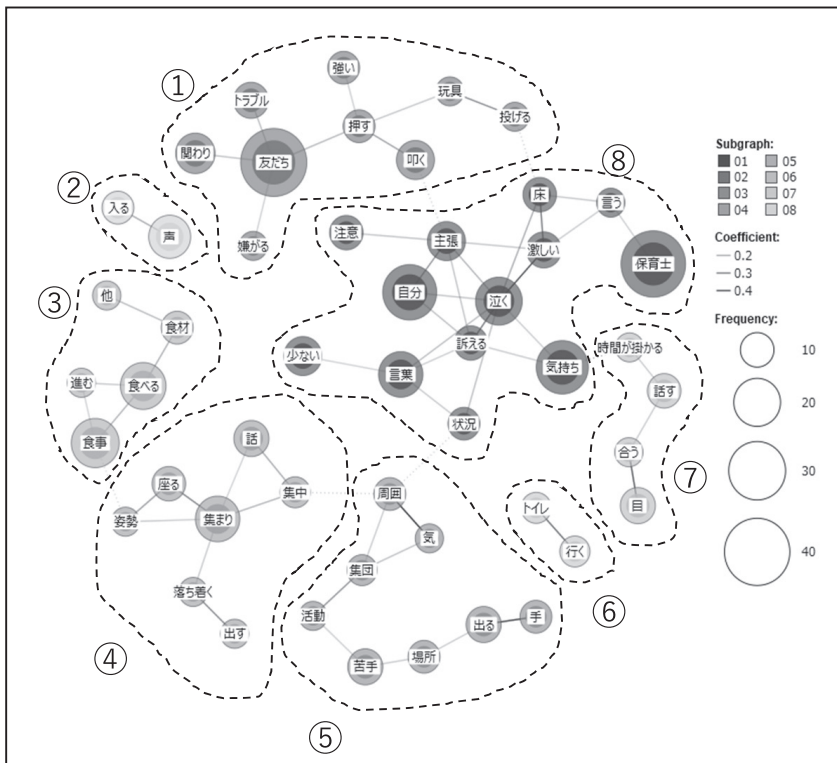 ①
強い
玩具
トラブル
押す
投げる
関わり
友だち
叩く
嫌がる
②
入る
声
③
他
食材
進む
食べる
食事
④
話
座る
集中
姿勢
集まり
落ち着く
出す
⑤
周囲
気
集団
活動
出る
手
苦手
場所
⑥
トイレ
行く
⑦
時間が掛かる
話す
合う
目
⑧
床
言う
注意
主張
激しい
保育士
自分
泣く
少ない
訴える
言葉
気持ち
状況
Subgraph:
01 05
02 06
03 07
04 08
Coefficient:
0.2
0.3
0.4
Frequency:
10
20
30
40